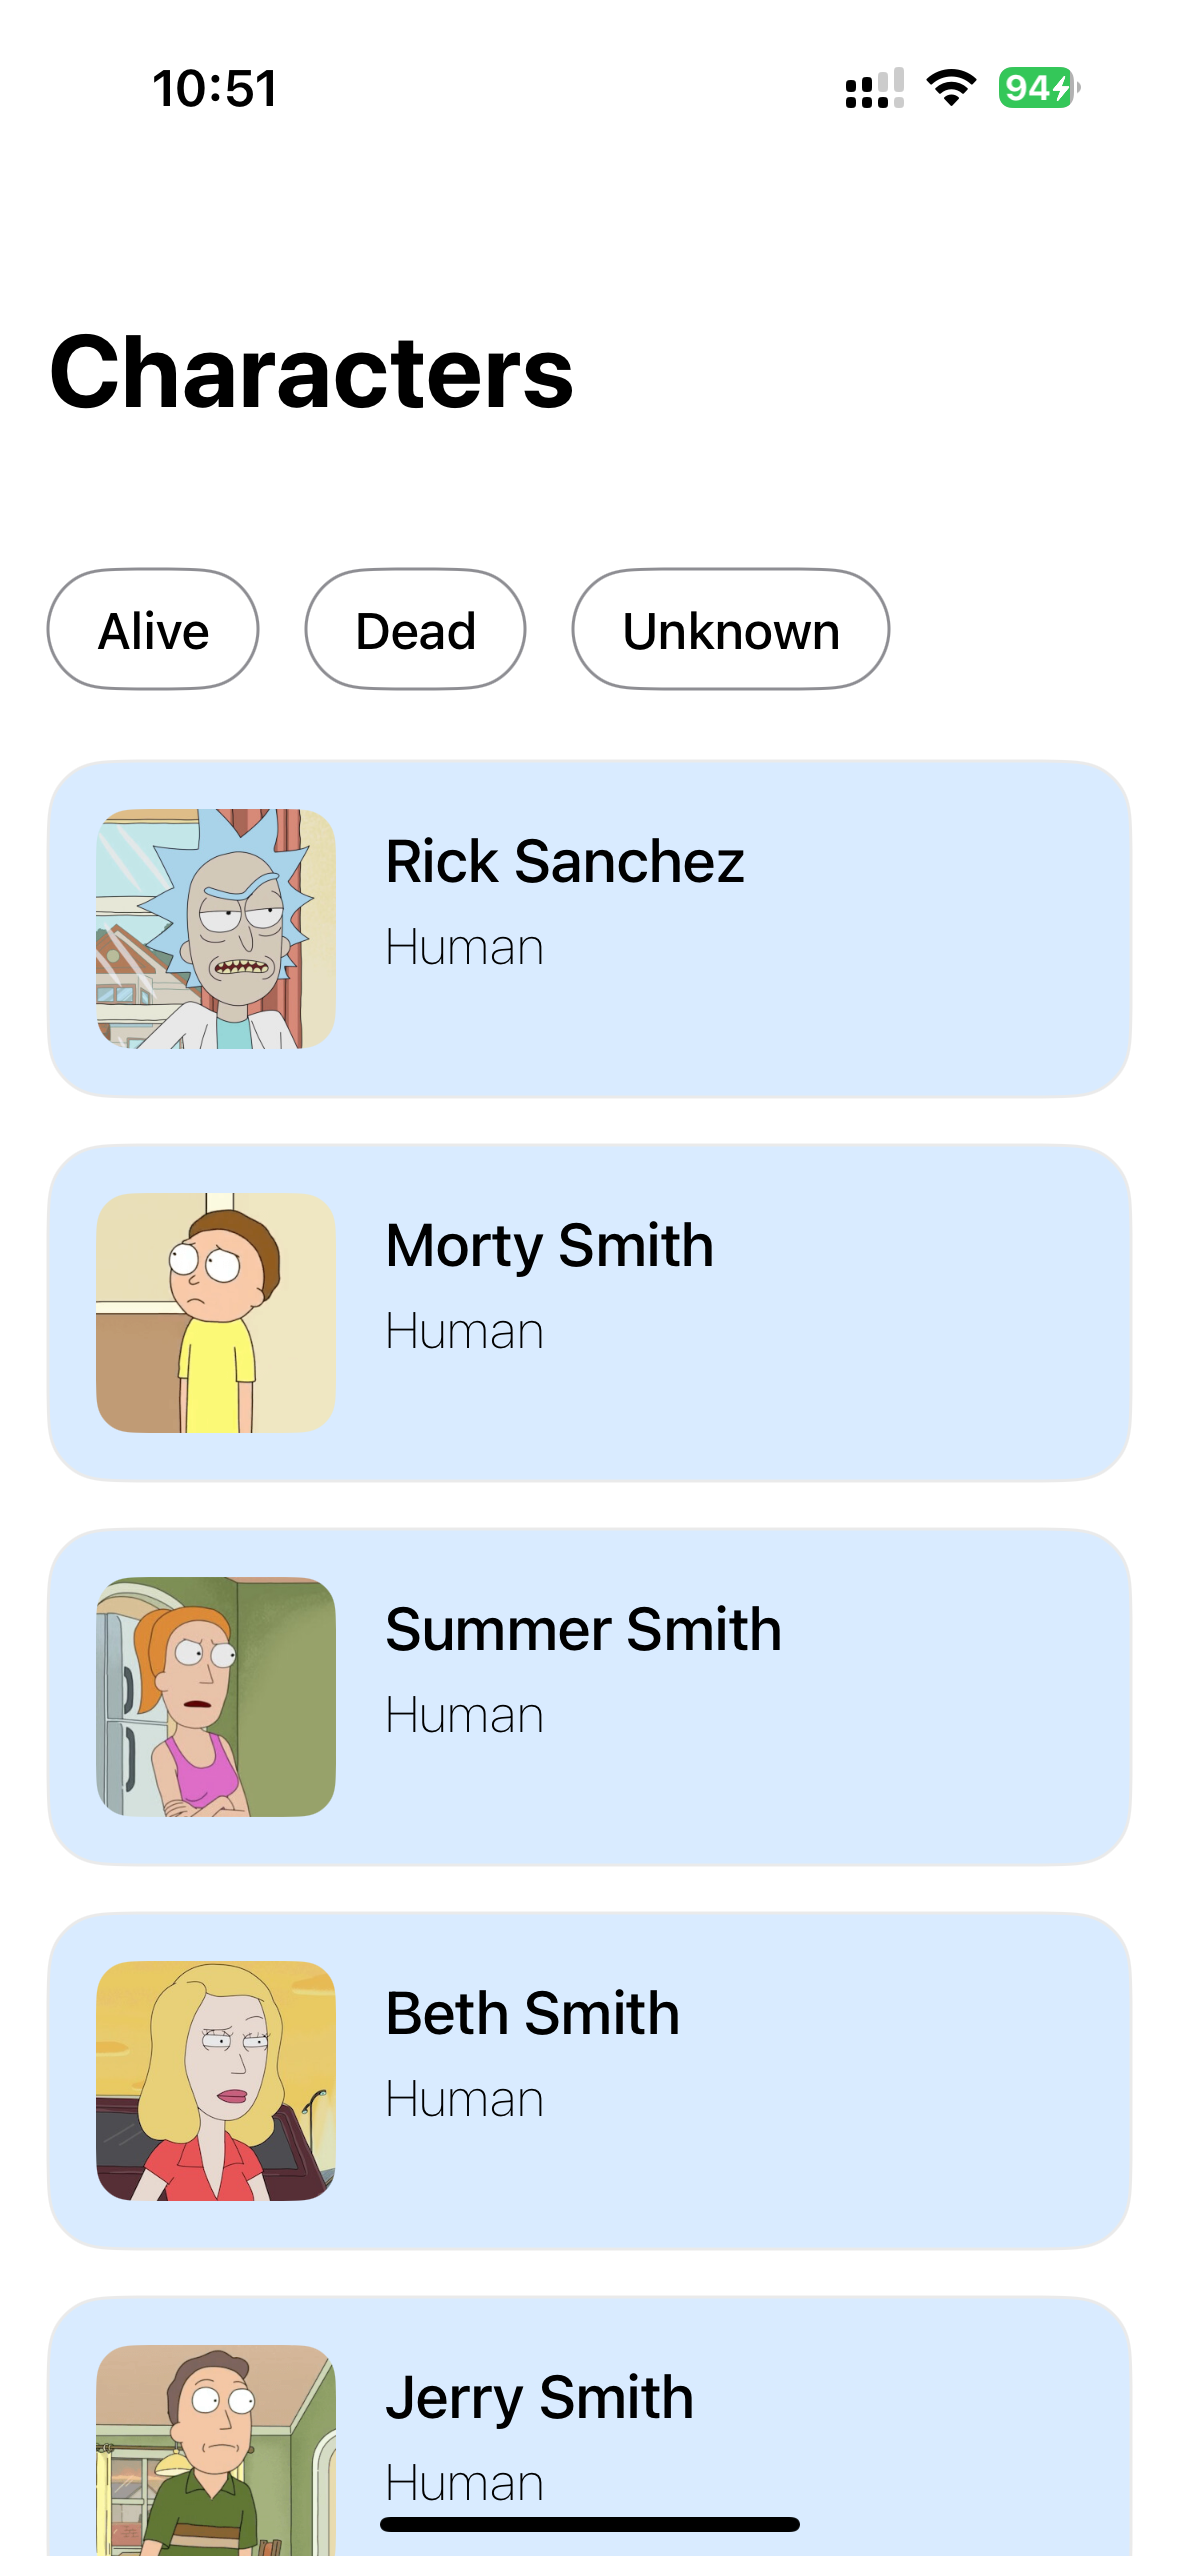 10:51 94
Characters
Alive Dead Unknown
Rick Sanchez
Human
Morty Smith
Human
Summer Smith
Human
Beth Smith
Human
Jerry Smith
Human